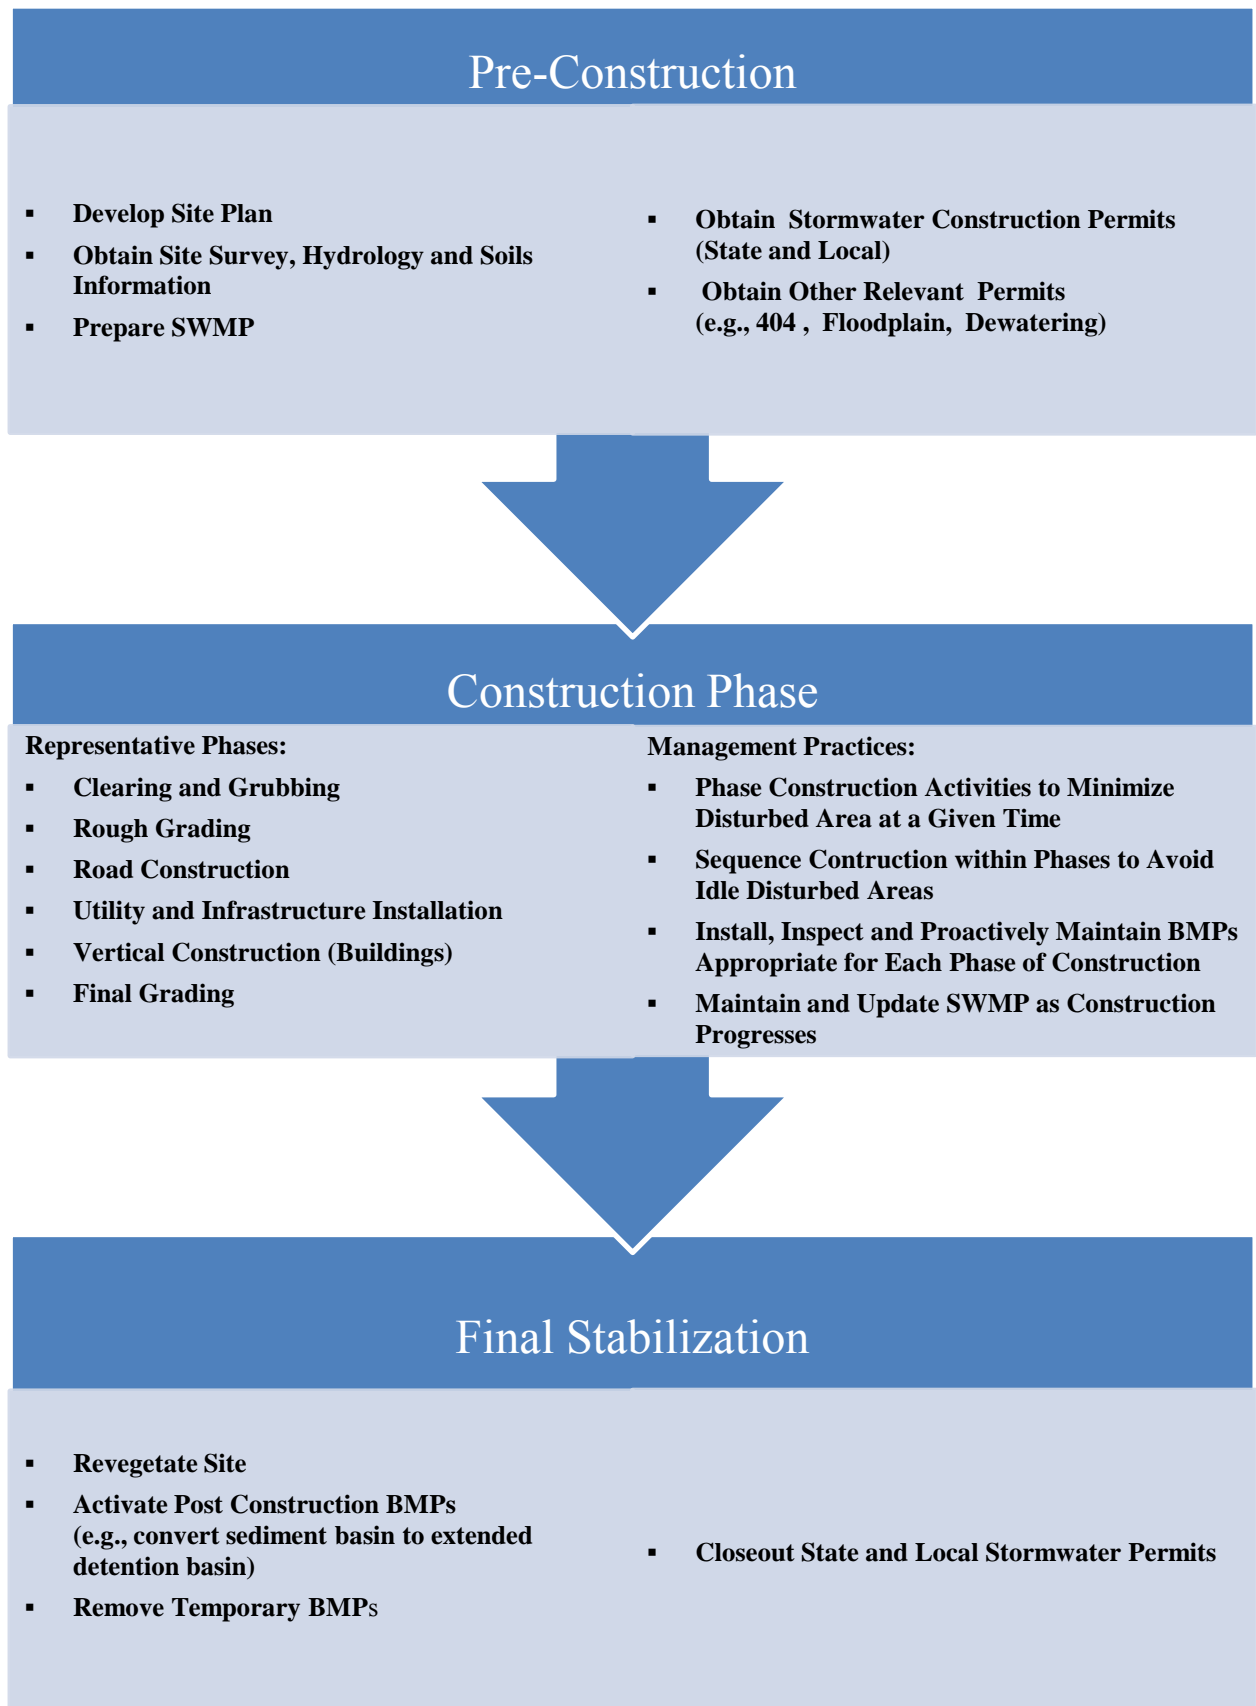 Pre-Construction
▪ Develop Site Plan
▪ Obtain Site Survey, Hydrology and Soils
Information
▪ Prepare SWMP
▪ Obtain Stormwater Construction Permits
(State and Local)
▪ Obtain Other Relevant Permits
(e.g., 404 , Floodplain, Dewatering)
Construction Phase
Representative Phases:
▪ Clearing and Grubbing
▪ Rough Grading
▪ Road Construction
▪ Utility and Infrastructure Installation
▪ Vertical Construction (Buildings)
▪ Final Grading
Management Practices:
▪ Phase Construction Activities to Minimize
Disturbed Area at a Given Time
▪ Sequence Contruction within Phases to Avoid
Idle Disturbed Areas
▪ Install, Inspect and Proactively Maintain BMPs
Appropriate for Each Phase of Construction
▪ Maintain and Update SWMP as Construction
Progresses
Final Stabilization
▪ Revegetate Site
▪ Activate Post Construction BMPs
(e.g., convert sediment basin to extended
detention basin)
▪ Remove Temporary BMPs
▪ Closeout State and Local Stormwater Permits